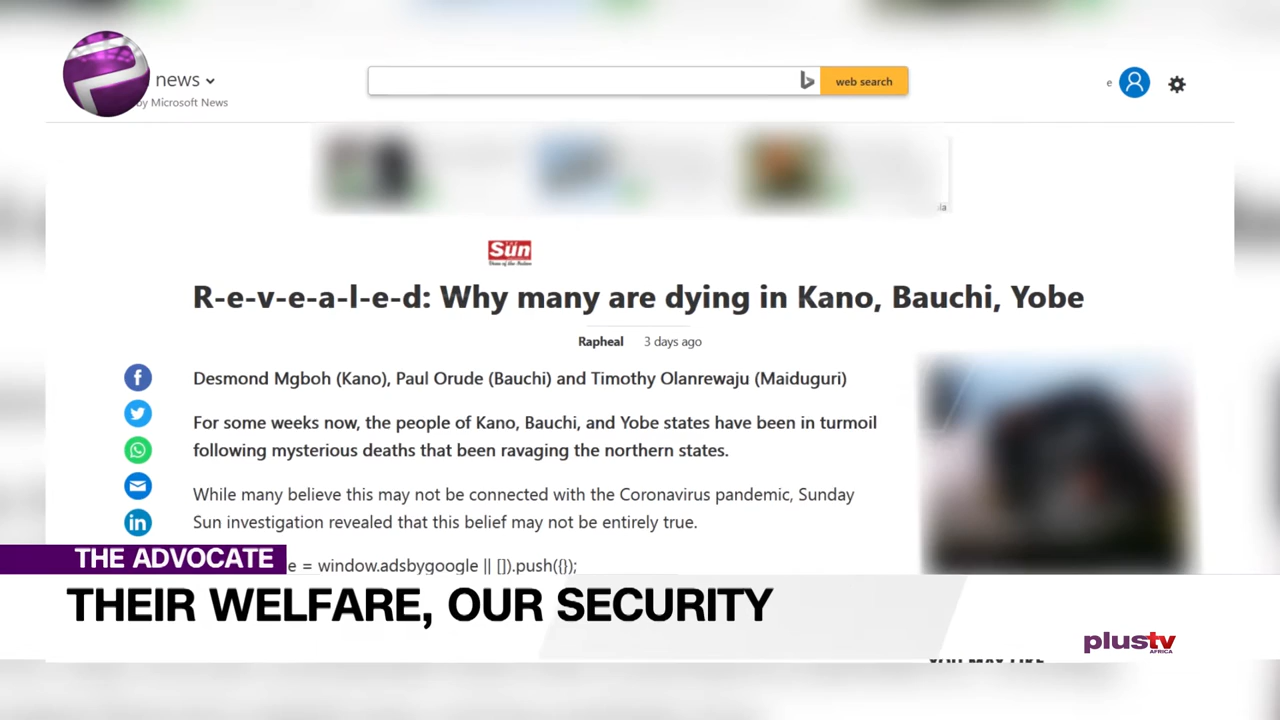 news
by Microsoft News
web search
e
Sun
R-e-v-e-a-l-e-d: Why many are dying in Kano, Bauchi, Yobe
Rapheal 3 days ago
Desmond Mgboh (Kano), Paul Orude (Bauchi) and Timothy Olanrewaju (Maiduguri)
For some weeks now, the people of Kano, Bauchi, and Yobe states have been in turmoil
following mysterious deaths that been ravaging the northern states.
While many believe this may not be connected with the Coronavirus pandemic, Sunday
Sun investigation revealed that this belief may not be entirely true.
e = window.adsbygoogle || []).push({});
THE ADVOCATE
THEIR WELFARE, OUR SECURITY
plustv
AFRICA
YOU MAY LIKE